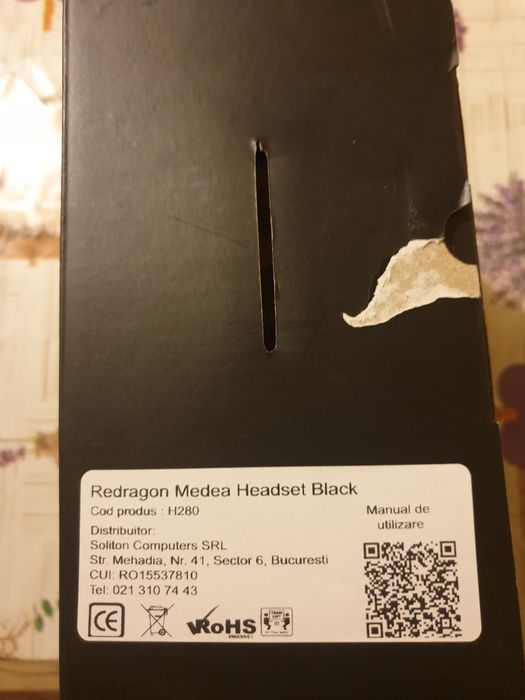 Redragon Medea Headset Black
Cod produs : H280
Manual de
utilizare
Distribuitor:
Soliton Computers SRL
Str. Mehadia, Nr. 41, Sector 6, Bucuresti
CUI: RO15537810
Tel: 021 310 74 43
CE
RoHS